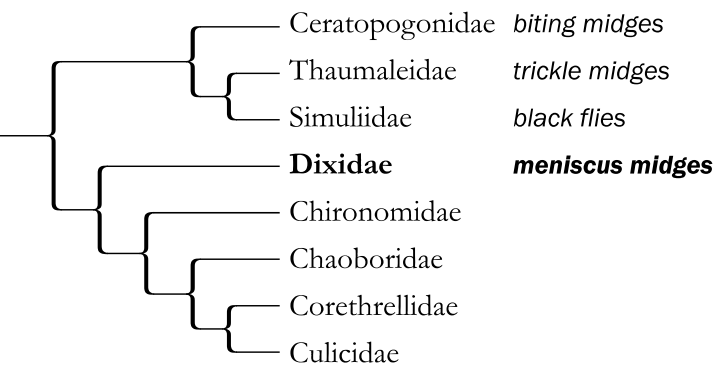 Ceratopogonidae biting midges
Thaumaleidae trickle midges
Simuliidae black flies
Dixidae meniscus midges
Chironomidae
Chaoboridae
Corethrellidae
Culicidae